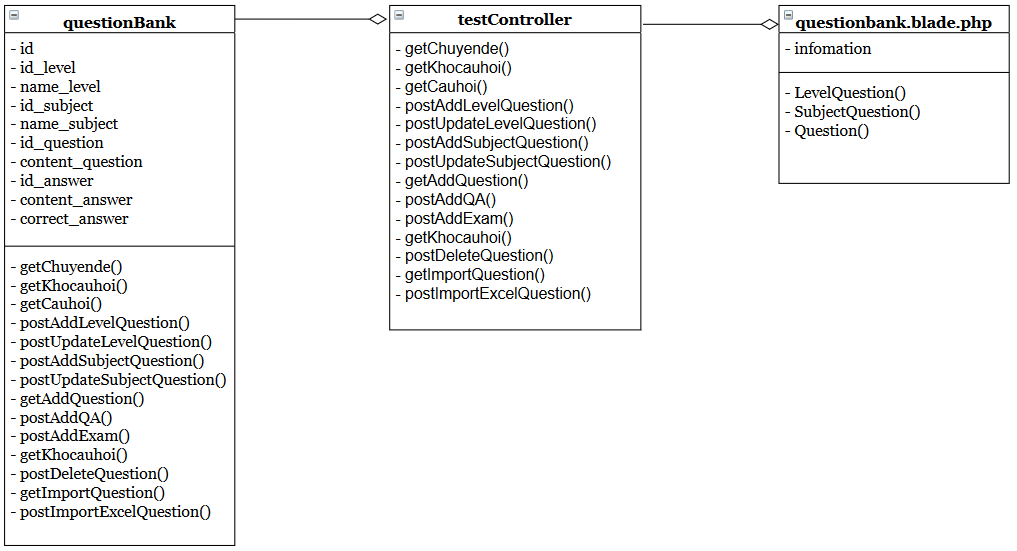 questionBank
- id
- id_level
- name_level
- id_subject
- name_subject
- id_question
- content_question
- id_answer
- content_answer
- correct_answer
- getChuyende()
- getKhocauhoi()
- getCauhoi()
- postAddLevelQuestion()
- postUpdateLevelQuestion()
- postAddSubjectQuestion()
- postUpdateSubjectQuestion()
- getAddQuestion()
- postAddQA()
- postAddExam()
- getKhocauhoi()
- postDeleteQuestion()
- getImportQuestion()
- postImportExcelQuestion()
testController
- getChuyende()
- getKhocauhoi()
- getCauhoi()
- postAddLevelQuestion()
- postUpdateLevelQuestion()
- postAddSubjectQuestion()
- postUpdateSubjectQuestion()
- getAddQuestion()
- postAddQA()
- postAddExam()
- getKhocauhoi()
- postDeleteQuestion()
- getImportQuestion()
- postImportExcelQuestion()
questionbank.blade.php
- infomation
- LevelQuestion()
- SubjectQuestion()
- Question()